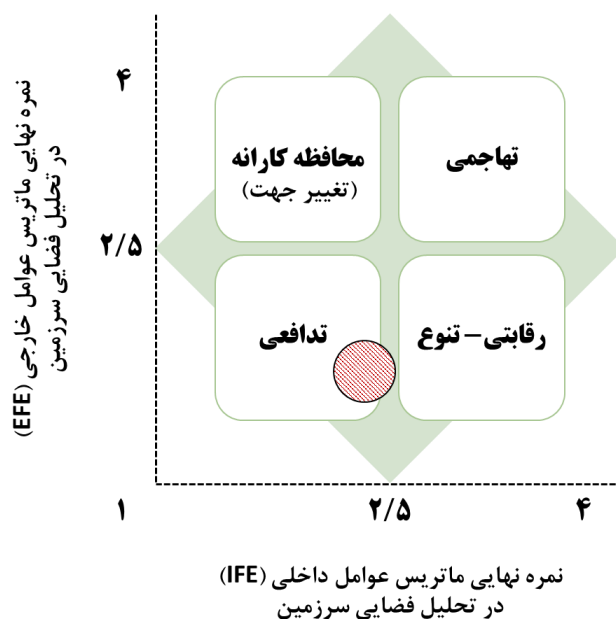 نمره نهایی ماتریس عوامل خارجی (EFE)
در تحلیل فضایی سرزمین
۴
محافظه کارانه
(تغییر جهت)
تهاجمی
۲/۵
تدافعی
رقابتی- تنوع
۱
۲/۵
۴
نمره نهایی ماتریس عوامل داخلی (IFE)
در تحلیل فضایی سرزمین